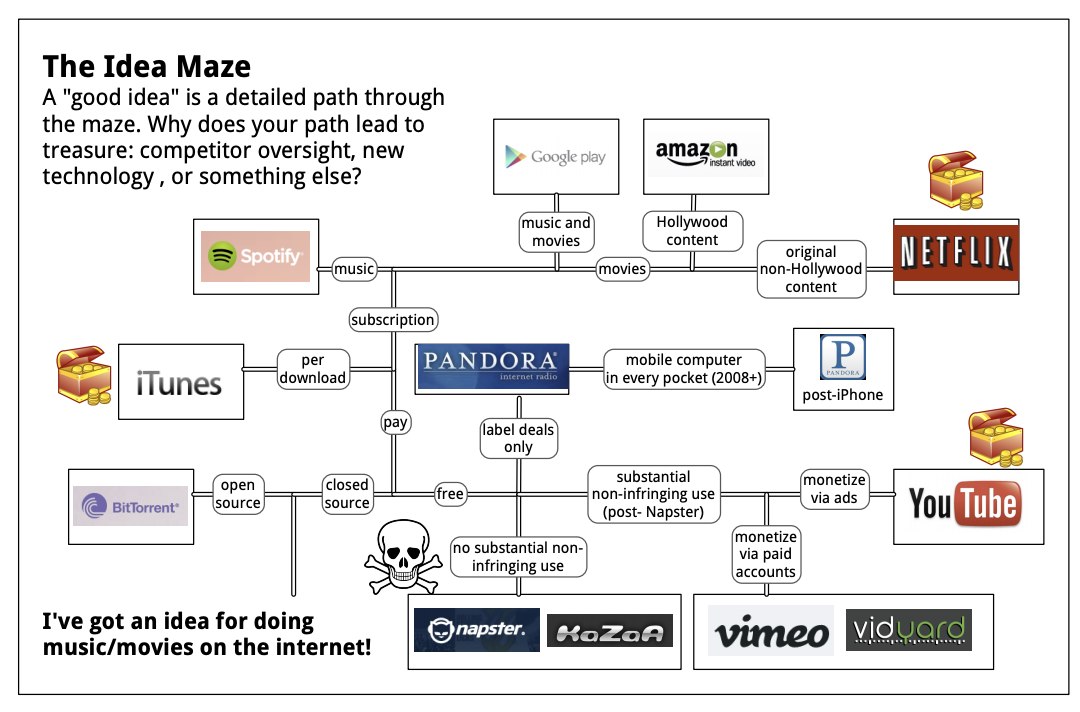 The Idea Maze
A "good idea" is a detailed path through
the maze. Why does your path lead to
treasure: competitor oversight, new
technology , or something else?
Google play
amazon
instant video
music and
movies
Hollywood
content
Spotify
music
movies
original
non-Hollywood
content
NETFLIX
subscription
iTunes
per
download
PANDORA
internet radio
mobile computer
in every pocket (2008+)
P
PANDORA
post-iPhone
pay
label deals
only
BitTorrent
open
source
closed
source
free
substantial
non-infringing use
(post- Napster)
monetize
via ads
YouTube
no substantial non-
infringing use
monetize
via paid
accounts
I've got an idea for doing
music/movies on the internet!
napster.
KaZaA
vimeo
vidyard